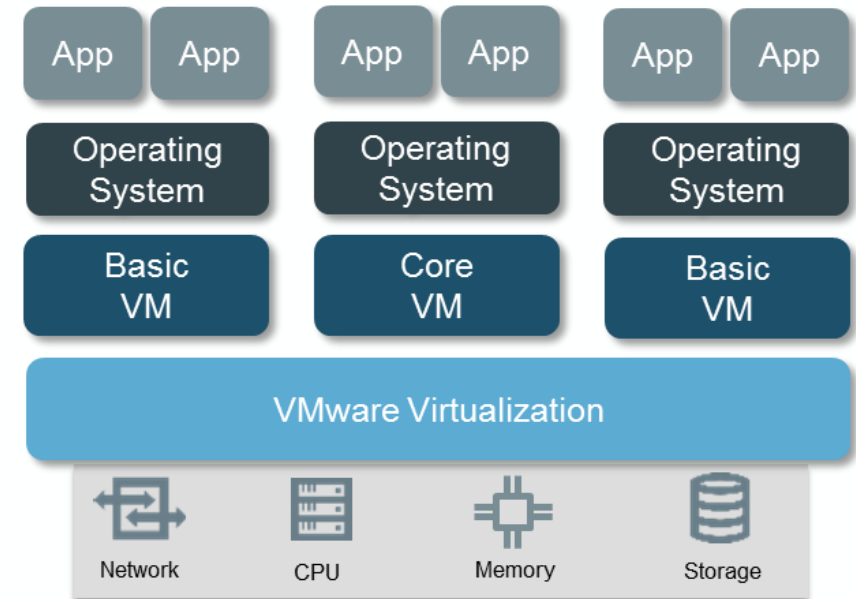 App App App App App App
Operating Operating Operating
System System System
Basic Core Basic
VM VM VM
VMware Virtualization
Network CPU Memory Storage